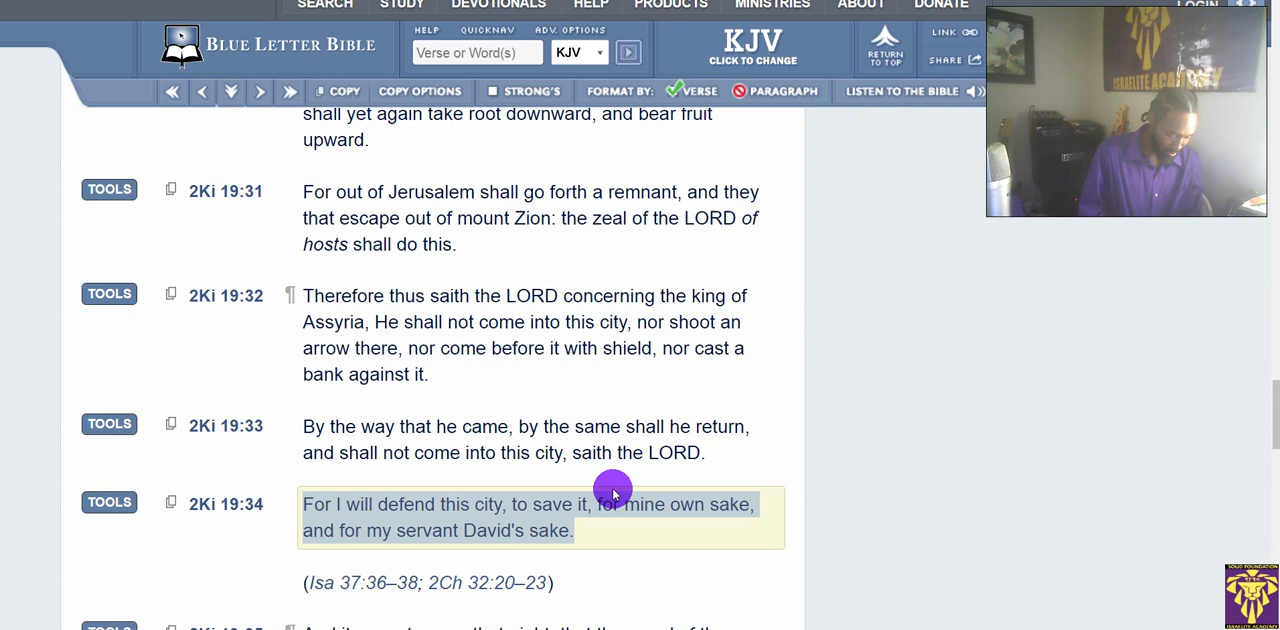 SEARCH STUDY DEVOTIONALS HELP PRODUCTS MINISTRIES ABOUT DONATE LOGIN
BLUE LETTER BIBLE
HELP QUICKNAV ADV. OPTIONS
Verse or Word(s) KJV
KJV
CLICK TO CHANGE
RETURN
TO TOP
LINK
SHARE
COPY COPY OPTIONS STRONG'S FORMAT BY: VERSE PARAGRAPH LISTEN TO THE BIBLE
ISRAELITE ACADEMY
shall yet again take root downward, and bear fruit
upward.
TOOLS 2Ki 19:31 For out of Jerusalem shall go forth a remnant, and they
that escape out of mount Zion: the zeal of the LORD of
hosts shall do this.
TOOLS 2Ki 19:32 ¶ Therefore thus saith the LORD concerning the king of
Assyria, He shall not come into this city, nor shoot an
arrow there, nor come before it with shield, nor cast a
bank against it.
TOOLS 2Ki 19:33 By the way that he came, by the same shall he return,
and shall not come into this city, saith the LORD.
TOOLS 2Ki 19:34 For I will defend this city, to save it, for mine own sake,
and for my servant David's sake.
(Isa 37:36–38; 2Ch 32:20–23)
SOLID FOUNDATION
ISRAELITE ACADEMY